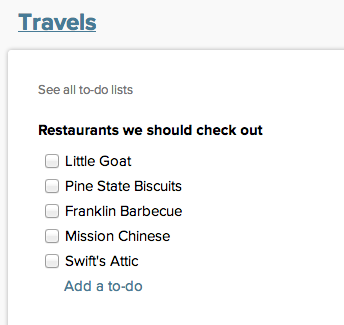 Travels
See all to-do lists
Restaurants we should check out
Little Goat
Pine State Biscuits
Franklin Barbecue
Mission Chinese
Swift's Attic
Add a to-do